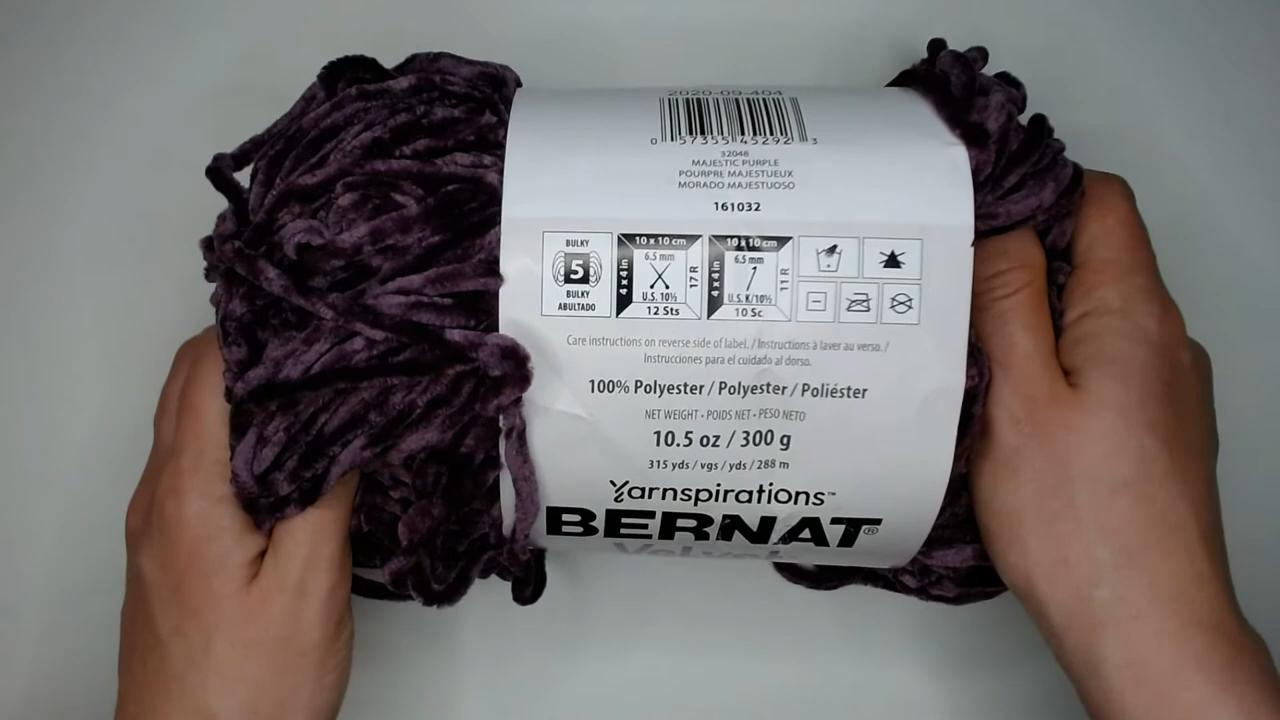 2020-09-404
0 57355 45292 3
32048
MAJESTIC PURPLE
POURPRE MAJESTUEUX
MORADO MAJESTUOSO
161032
BULKY
5
BULKY
ABULTADO
10 x 10 cm
4 x 4 in
6.5 mm
U.S. 10½
17 R
12 Sts
10 x 10 cm
4 x 4 in
6.5 mm
U.S. K/10½
11 R
10 Sc
Care instructions on reverse side of label. / Instructions à laver au verso. /
Instrucciones para el cuidado al dorso.
100% Polyester / Polyester / Poliéster
NET WEIGHT • POIDS NET • PESO NETO
10.5 oz / 300 g
315 yds / vgs / yds / 288 m
Yarnspirations™
BERNAT®
Velvet